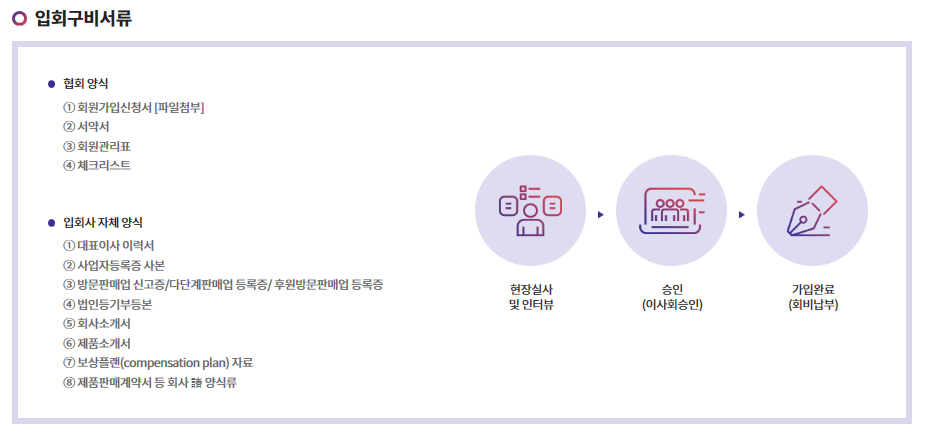 입회구비서류
협회 양식
① 회원가입신청서 [파일첨부]
② 서약서
③ 회원관리표
④ 체크리스트
입회사 자체 양식
① 대표이사 이력서
② 사업자등록증 사본
③ 방문판매업 신고증/다단계판매업 등록증/ 후원방문판매업 등록증
④ 법인등기부등본
⑤ 회사소개서
⑥ 제품소개서
⑦ 보상플랜(compensation plan) 자료
⑧ 제품판매계약서 등 회사 諸 양식류
현장실사
및 인터뷰
승인
(이사회승인)
가입완료
(회비납부)